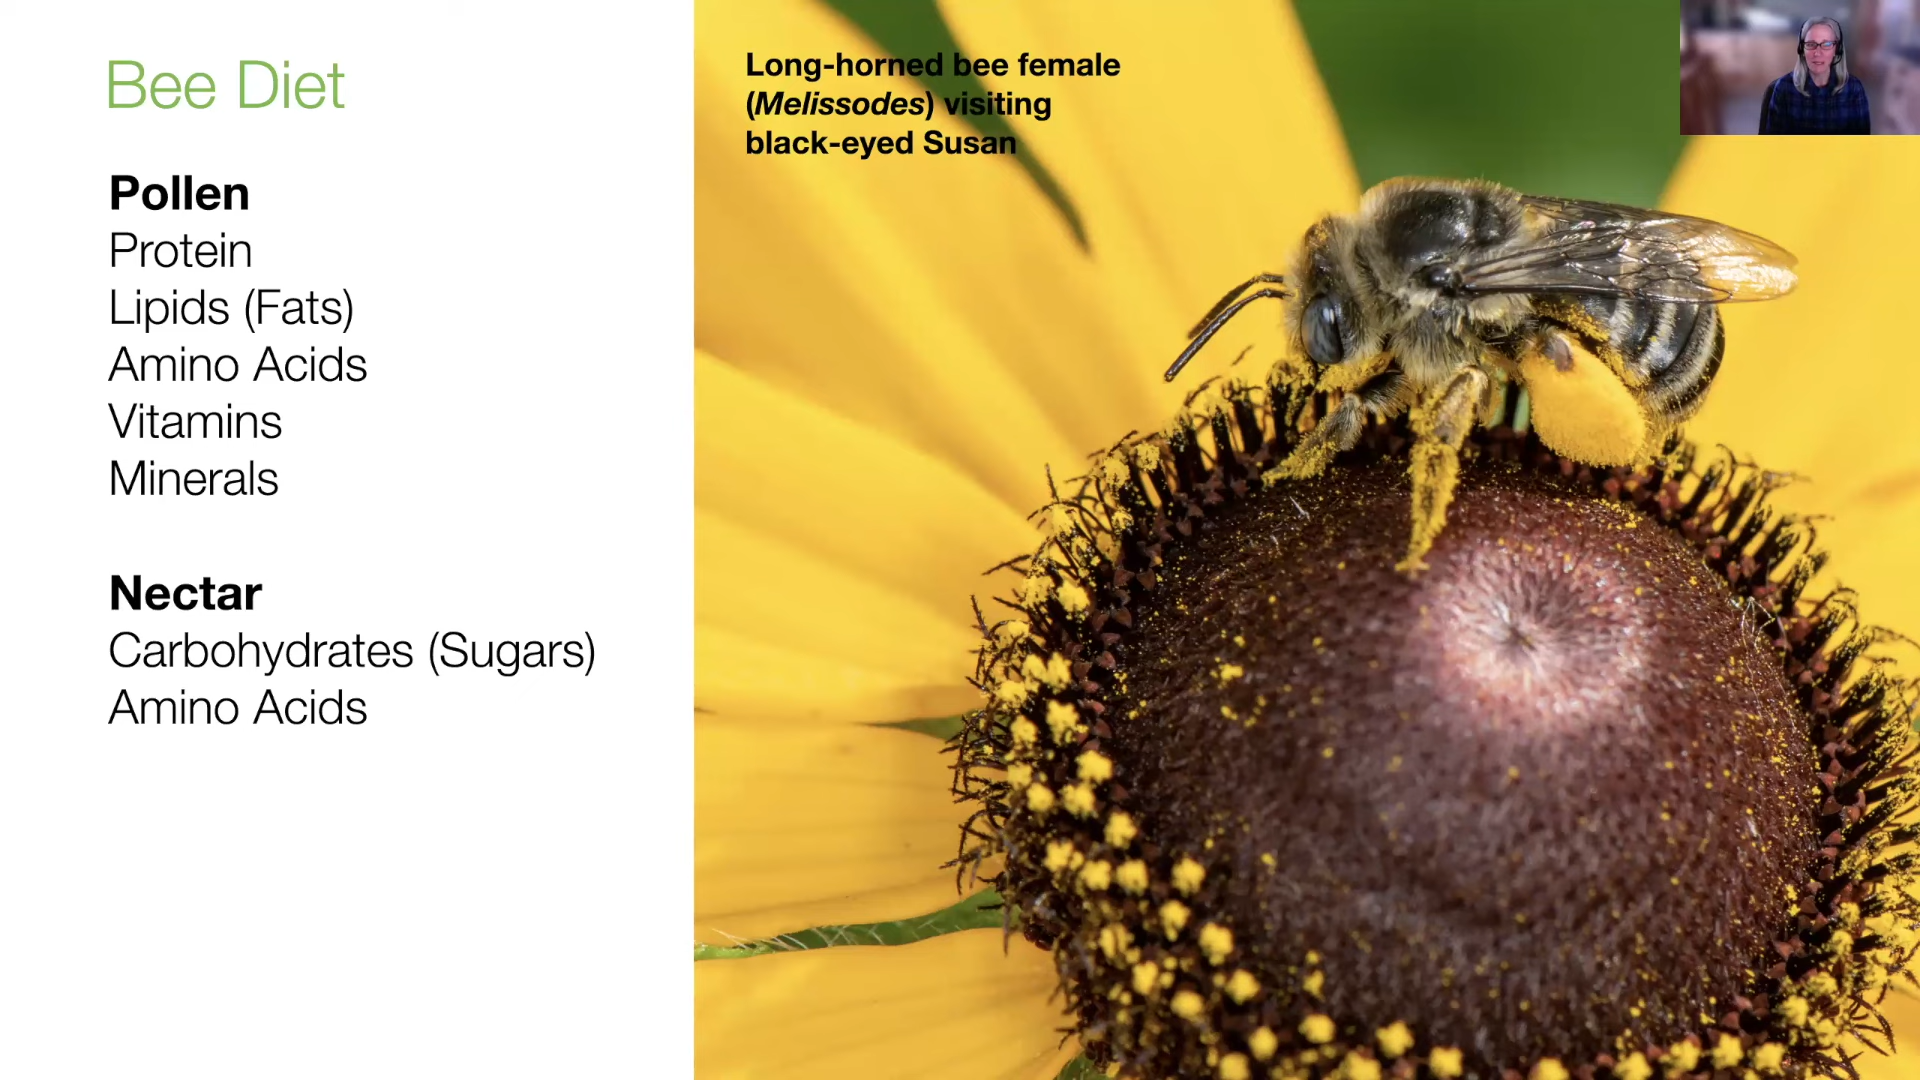 Bee Diet
Pollen
Protein
Lipids (Fats)
Amino Acids
Vitamins
Minerals
Nectar
Carbohydrates (Sugars)
Amino Acids
Long-horned bee female
(Melissodes) visiting
black-eyed Susan